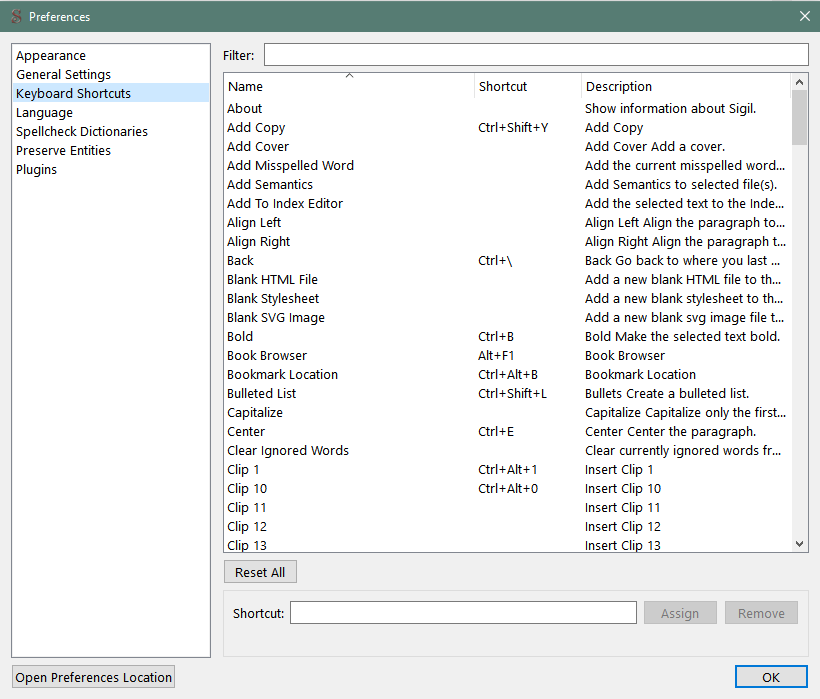 Preferences
Appearance
General Settings
Keyboard Shortcuts
Language
Spellcheck Dictionaries
Preserve Entities
Plugins
Filter:
Name Shortcut Description
About Show information about Sigil.
Add Copy Ctrl+Shift+Y Add Copy
Add Cover Add Cover Add a cover.
Add Misspelled Word Add the current misspelled word...
Add Semantics Add Semantics to selected file(s).
Add To Index Editor Add the selected text to the Inde...
Align Left Align Left Align the paragraph to...
Align Right Align Right Align the paragraph t...
Back Ctrl+\ Back Go back to where you last ...
Blank HTML File Add a new blank HTML file to th...
Blank Stylesheet Add a new blank stylesheet to th...
Blank SVG Image Add a new blank svg image file t...
Bold Ctrl+B Bold Make the selected text bold.
Book Browser Alt+F1 Book Browser
Bookmark Location Ctrl+Alt+B Bookmark Location
Bulleted List Ctrl+Shift+L Bullets Create a bulleted list.
Capitalize Capitalize Capitalize only the first...
Center Ctrl+E Center Center the paragraph.
Clear Ignored Words Clear currently ignored words fr...
Clip 1 Ctrl+Alt+1 Insert Clip 1
Clip 10 Ctrl+Alt+0 Insert Clip 10
Clip 11 Insert Clip 11
Clip 12 Insert Clip 12
Clip 13 Insert Clip 13
Reset All
Shortcut: Assign Remove
Open Preferences Location OK